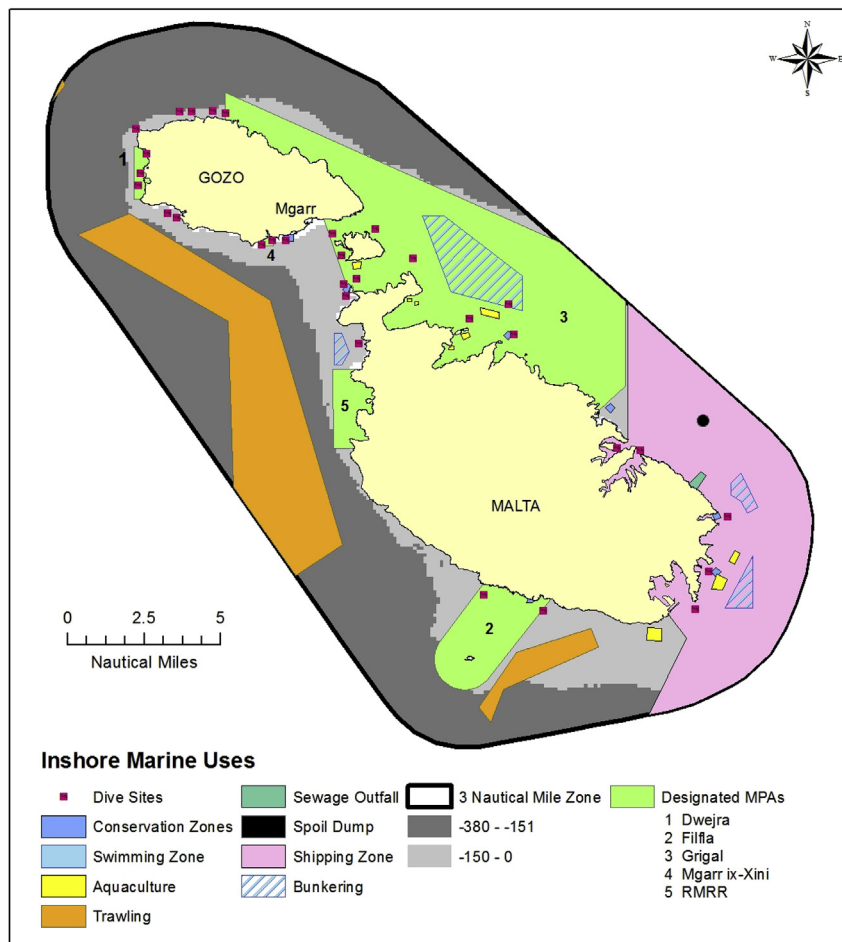 N
W E
S
1
GOZO
Mgarr
4
3
5
MALTA
2
0 2.5 5
Nautical Miles
Inshore Marine Uses
Dive Sites
Conservation Zones
Swimming Zone
Aquaculture
Trawling
Sewage Outfall
Spoil Dump
Shipping Zone
Bunkering
3 Nautical Mile Zone
-380 - -151
-150 - 0
Designated MPAs
1 Dwejra
2 Filfla
3 Grigal
4 Mgarr ix-Xini
5 RMRR